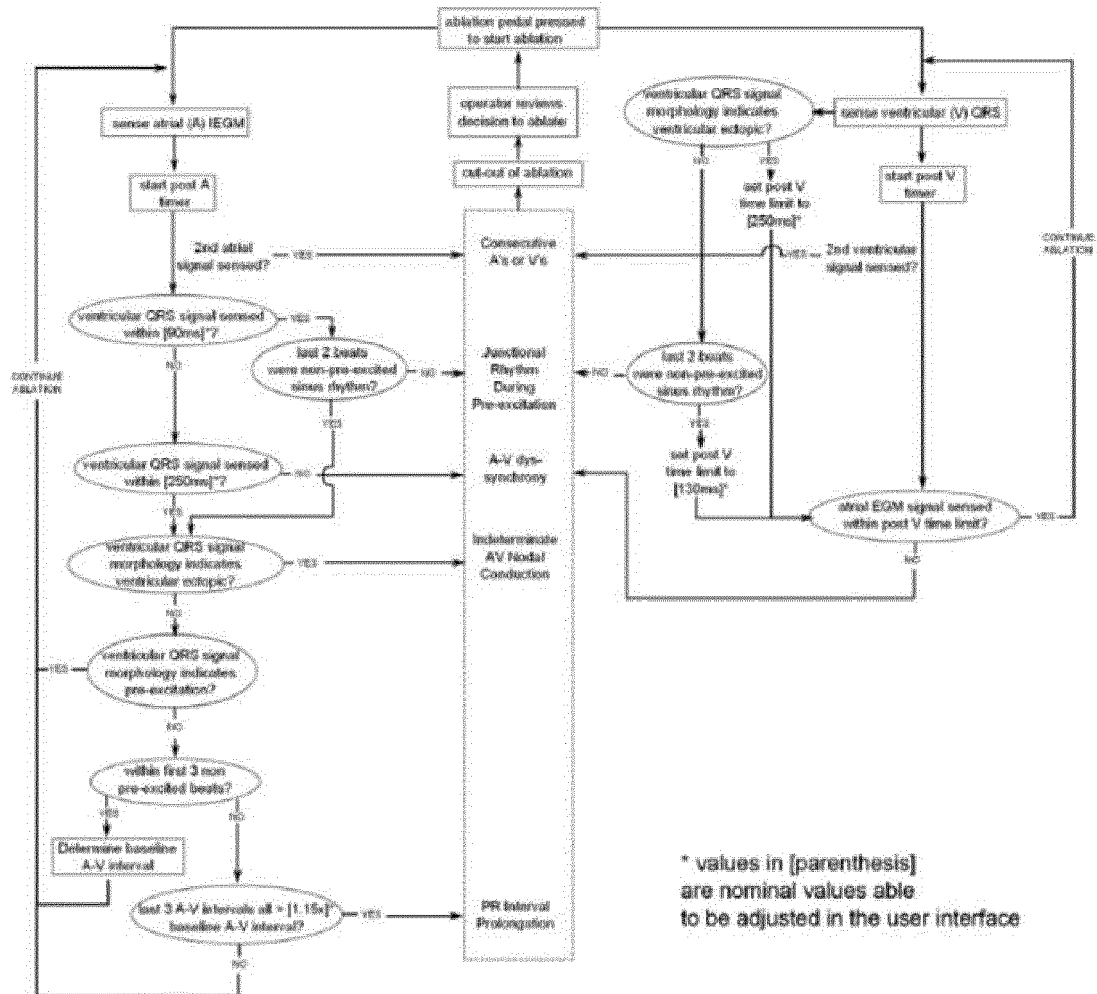 ablation pedal pressed
to start ablation
operator reviews
decision to ablate
cut-out of ablation
sense atrial (A) IEGM
start post A
timer
2nd atrial
signal sensed?
YES
ventricular QRS signal sensed
within [90ms]*?
YES
NO
last 2 beats
were non-pre-excited
sinus rhythm?
NO
YES
CONTINUE
ABLATION
ventricular QRS signal sensed
within [250ms]*?
NO
YES
ventricular QRS signal
morphology indicates
ventricular ectopic?
YES
NO
ventricular QRS signal
morphology indicates
pre-excitation?
YES
NO
within first 3 non
pre-excited beats?
YES
NO
Determine baseline
A-V interval
last 3 A-V intervals all > [1.15x]*
baseline A-V interval?
YES
NO
Consecutive
A's or V's
Junctional
Rhythm
During
Pre-excitation
A-V dys-
synchrony
Indeterminate
AV Nodal
Conduction
PR Interval
Prolongation
ventricular QRS signal
morphology indicates
ventricular ectopic?
NO
YES
sense ventricular (V) QRS
start post V
timer
set post V
time limit to
[250ms]*
YES
2nd ventricular
signal sensed?
CONTINUE
ABLATION
last 2 beats
were non-pre-excited
sinus rhythm?
NO
YES
set post V
time limit to
[130ms]*
atrial EGM signal sensed
within post V time limit?
YES
NO
* values in [parenthesis]
are nominal values able
to be adjusted in the user interface